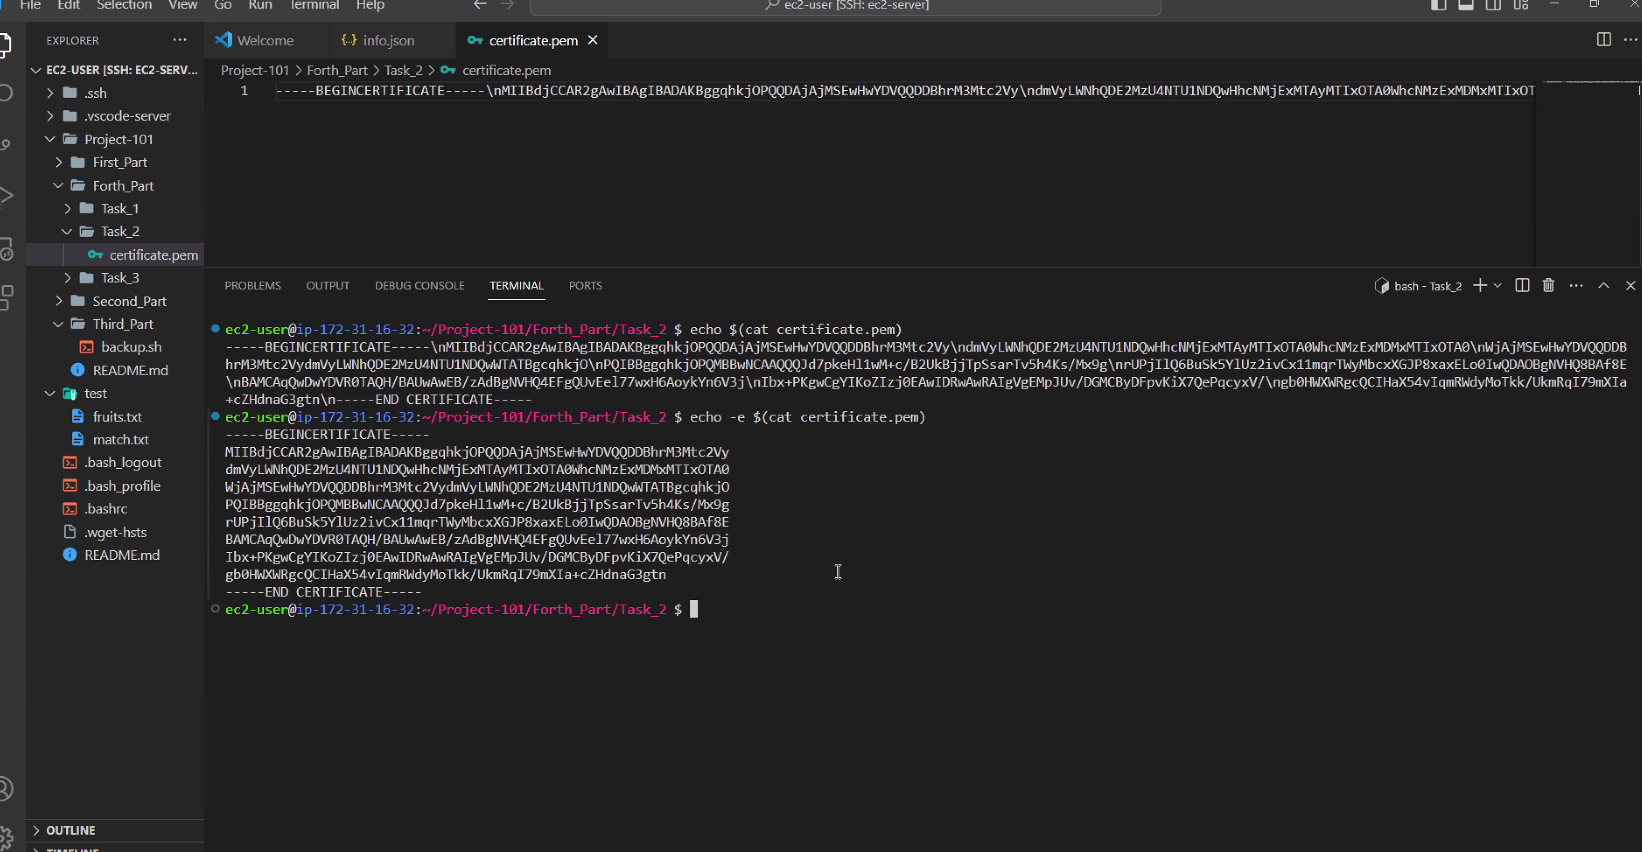 File Edit Selection View Go Run Terminal Help
ec2-user [SSH: ec2-server]
EXPLORER
Welcome
info.json
certificate.pem
EC2-USER [SSH: EC2-SERV...
.ssh
.vscode-server
Project-101
First_Part
Forth_Part
Task_1
Task_2
certificate.pem
Task_3
Second_Part
Third_Part
backup.sh
README.md
test
fruits.txt
match.txt
.bash_logout
.bash_profile
.bashrc
.wget-hsts
README.md
OUTLINE
TIMELINE
Project-101 > Forth_Part > Task_2 > certificate.pem
1 -----BEGINCERTIFICATE-----\nMIIBdjCCAR2gAwIBAgIBADAKBggqhkjOPQQDAjAjMSEwHwYDVQQDDBhrM3Mtc2Vy\ndmVyLWNhQDE2MzU4NTU1NDQwHhcNMjExMTAyMTIxOTA0WhcNMzExMDMxMTIxOT
PROBLEMS OUTPUT DEBUG CONSOLE TERMINAL PORTS
bash - Task_2
ec2-user@ip-172-31-16-32:~/Project-101/Forth_Part/Task_2 $ echo $(cat certificate.pem)
-----BEGINCERTIFICATE-----\nMIIBdjCCAR2gAwIBAgIBADAKBggqhkjOPQQDAjAjMSEwHwYDVQQDDBhrM3Mtc2Vy\ndmVyLWNhQDE2MzU4NTU1NDQwHhcNMjExMTAyMTIxOTA0WhcNMzExMDMxMTIxOTA0\nWjAjMSEwHwYDVQQDDB
hrM3Mtc2VydmVyLWNhQDE2MzU4NTU1NDQwWTATBgcqhkjO\nPQIBBggqhkjOPQMBBwNCAAQQQJd7pkeHl1wM+c/B2UkBjjTpSsarTv5h4Ks/Mx9g\nrUPjIlQ6BuSk5YlUz2ivCx11mqrTWyMbcxXGJP8xaxELo0IwQDAOBgNVHQ8BAf8E
\nBAMCAqQwDwYDVR0TAQH/BAUwAwEB/zAdBgNVHQ4EFgQUvEel77wxH6AoykYn6V3j\nIbx+PKgwCgYIKoZIzj0EAwIDRwAwRAIgVgEMpJUv/DGMCByDFpvKiX7QePqcyxV/\ngb0HWXWRgcQCIHaX54vIqmRWdyMoTkk/UkmRqI79mXIa
+cZHdnaG3gtn\n-----END CERTIFICATE-----
ec2-user@ip-172-31-16-32:~/Project-101/Forth_Part/Task_2 $ echo -e $(cat certificate.pem)
-----BEGINCERTIFICATE-----
MIIBdjCCAR2gAwIBAgIBADAKBggqhkjOPQQDAjAjMSEwHwYDVQQDDBhrM3Mtc2Vy
dmVyLWNhQDE2MzU4NTU1NDQwHhcNMjExMTAyMTIxOTA0WhcNMzExMDMxMTIxOTA0
WjAjMSEwHwYDVQQDDBhrM3Mtc2VydmVyLWNhQDE2MzU4NTU1NDQwWTATBgcqhkjO
PQIBBggqhkjOPQMBBwNCAAQQQJd7pkeHl1wM+c/B2UkBjjTpSsarTv5h4Ks/Mx9g
rUPjIlQ6BuSk5YlUz2ivCx11mqrTWyMbcxXGJP8xaxELo0IwQDAOBgNVHQ8BAf8E
BAMCAqQwDwYDVR0TAQH/BAUwAwEB/zAdBgNVHQ4EFgQUvEel77wxH6AoykYn6V3j
Ibx+PKgwCgYIKoZIzj0EAwIDRwAwRAIgVgEMpJUv/DGMCByDFpvKiX7QePqcyxV/
gb0HWXWRgcQCIHaX54vIqmRWdyMoTkk/UkmRqI79mXIa+cZHdnaG3gtn
-----END CERTIFICATE-----
ec2-user@ip-172-31-16-32:~/Project-101/Forth_Part/Task_2 $